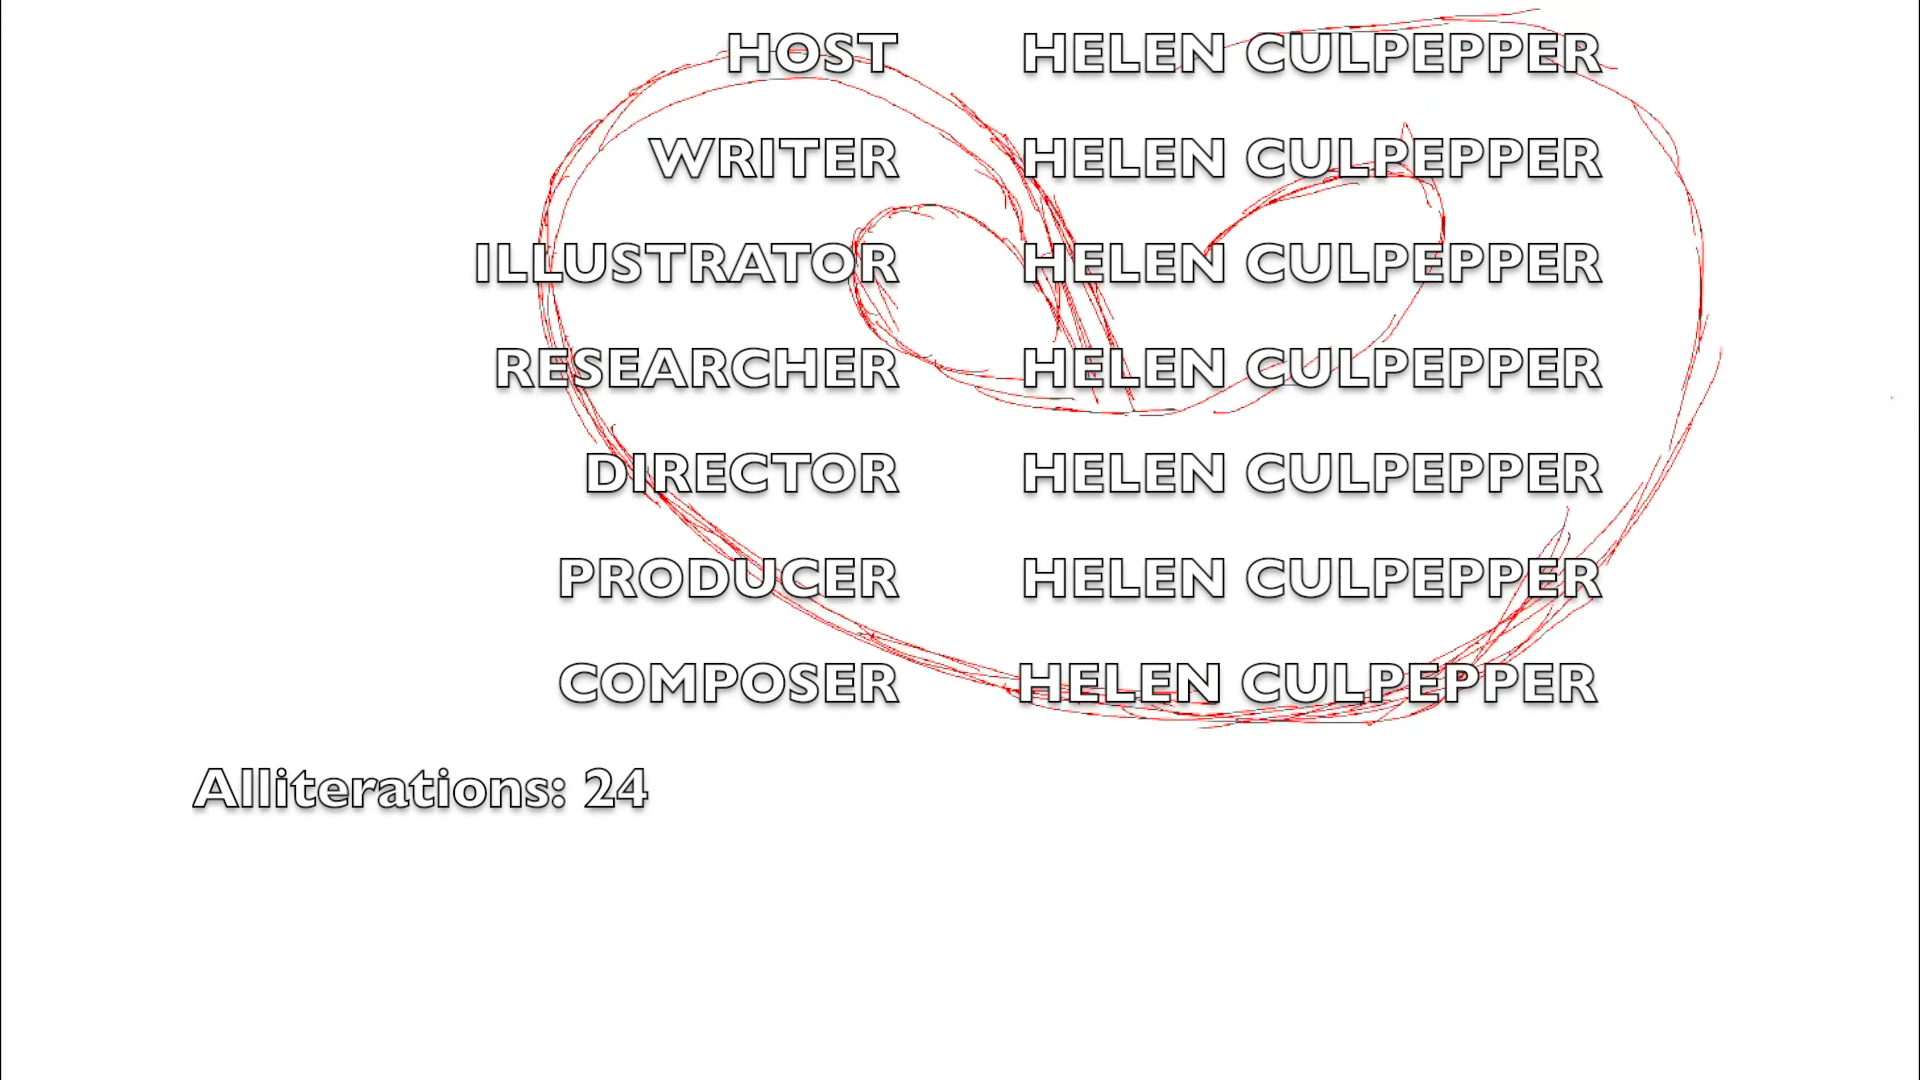 HOST HELEN CULPEPPER
WRITER HELEN CULPEPPER
ILLUSTRATOR HELEN CULPEPPER
RESEARCHER HELEN CULPEPPER
DIRECTOR HELEN CULPEPPER
PRODUCER HELEN CULPEPPER
COMPOSER HELEN CULPEPPER
Alliterations: 24